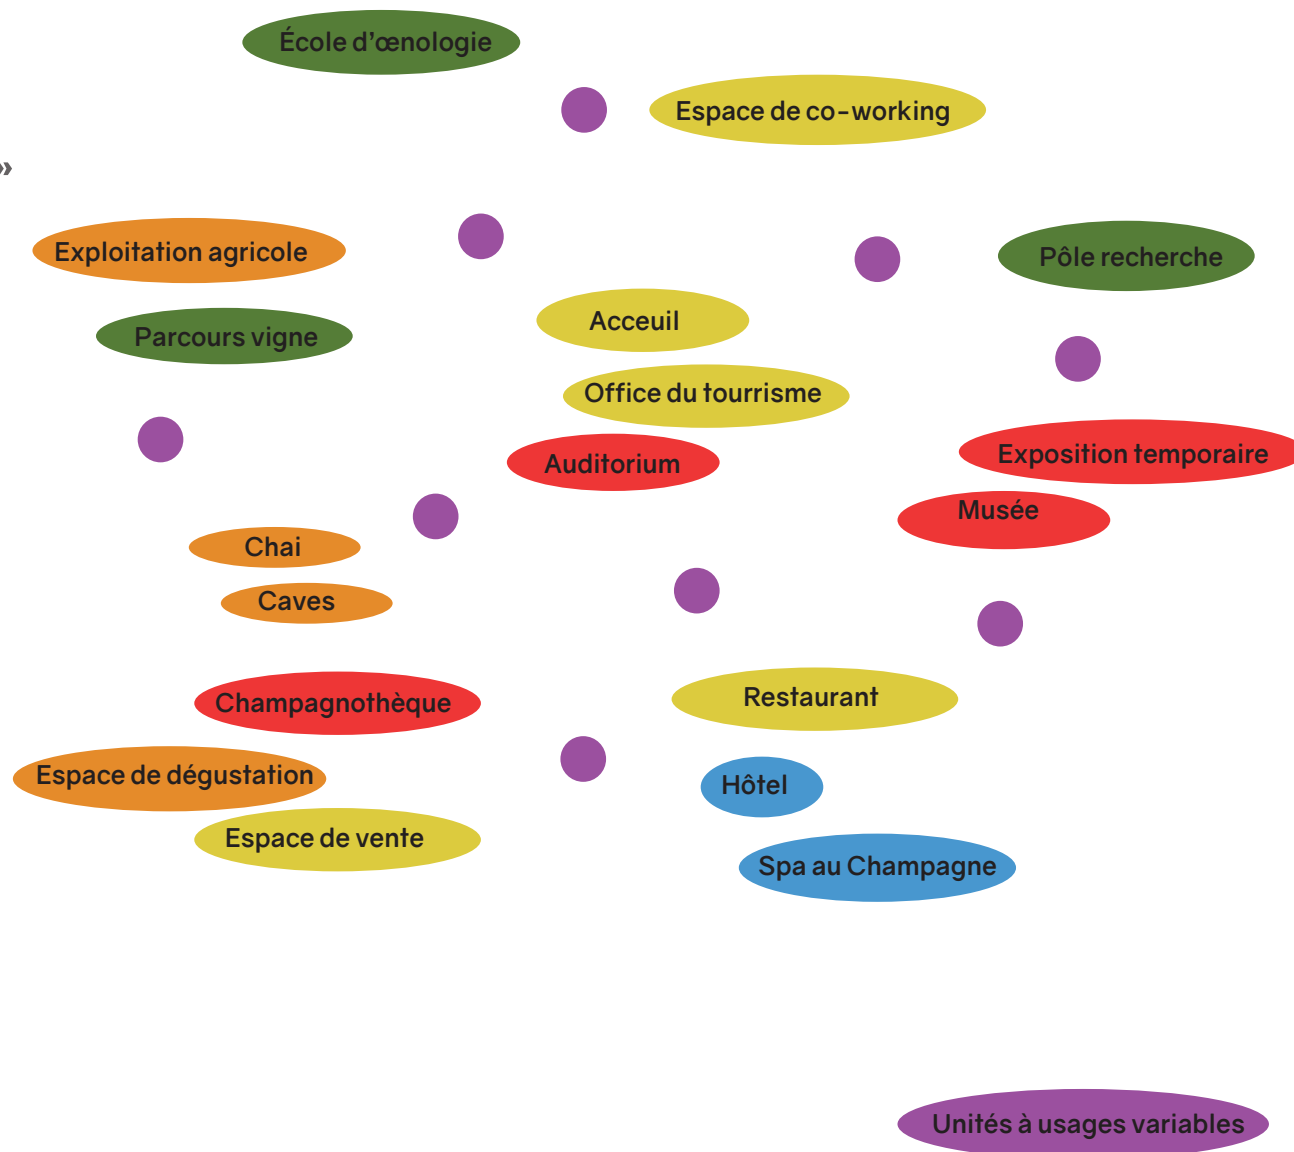 École d’œnologie
Espace de co-working
»
Exploitation agricole
Pôle recherche
Acceuil
Parcours vigne
Office du tourrisme
Exposition temporaire
Auditorium
Musée
Chai
Caves
Restaurant
Champagnothèque
Espace de dégustation
Hôtel
Espace de vente
Spa au Champagne
Unités à usages variables